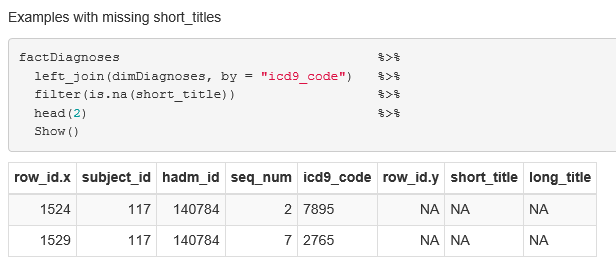 Examples with missing short_titles
factDiagnoses %>%
left_join(dimDiagnoses, by = "icd9_code") %>%
filter(is.na(short_title)) %>%
head(2) %>%
Show()
row_id.x subject_id hadm_id seq_num icd9_code row_id.y short_title long_title
1524 117 140784 2 7895 NA NA NA
1529 117 140784 7 2765 NA NA NA